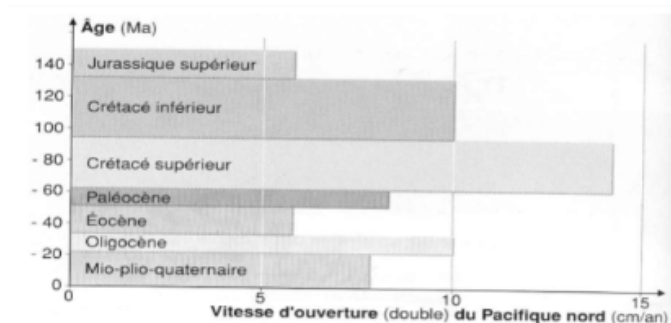 Âge (Ma)
140
Jurassique supérieur
120
Crétacé inférieur
100
- 80
Crétacé supérieur
- 60
Paléocène
- 40
Éocène
Oligocène
- 20
Mio-plio-quaternaire
0
0
5
10
15
Vitesse d'ouverture (double) du Pacifique nord (cm/an)